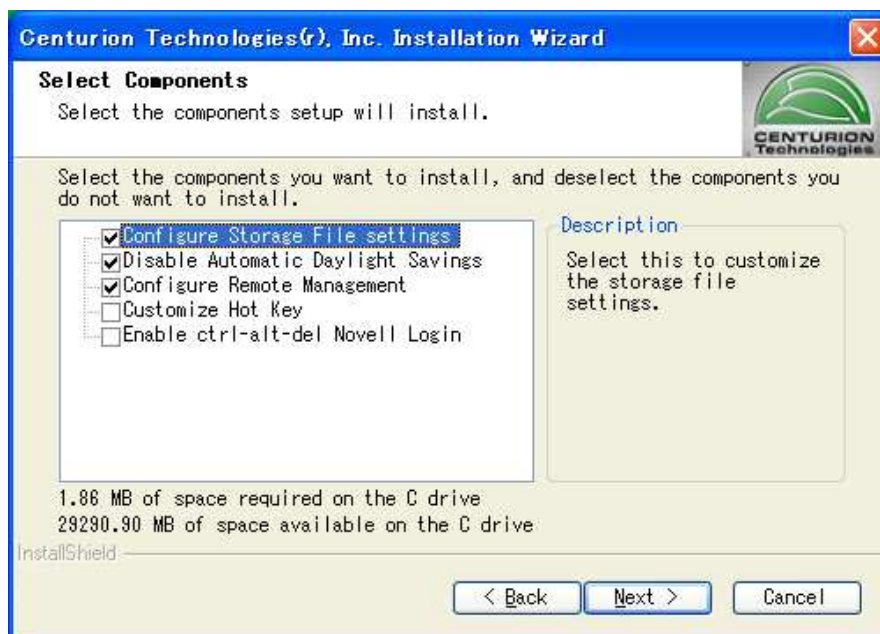 Centurion Technologies(r), Inc. Installation Wizard
Select Components
Select the components setup will install.
CENTURION
Technologies
Select the components you want to install, and deselect the components you
do not want to install.
Configure Storage File settings
Disable Automatic Daylight Savings
Configure Remote Management
Customize Hot Key
Enable ctrl-alt-del Novell Login
Description
Select this to customize
the storage file
settings.
1.86 MB of space required on the C drive
29290.90 MB of space available on the C drive
InstallShield
< Back
Next >
Cancel